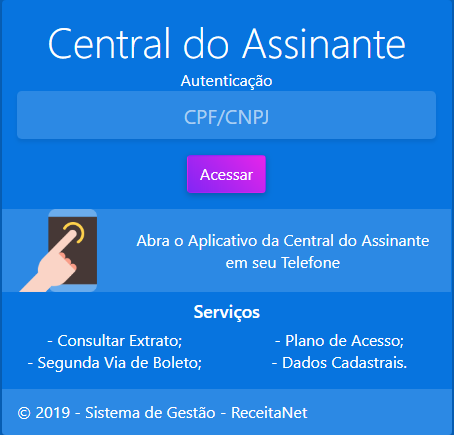 Central do Assinante
Autenticação
CPF/CNPJ
Acessar
Abra o Aplicativo da Central do Assinante
em seu Telefone
Serviços
- Consultar Extrato;
- Segunda Via de Boleto;
- Plano de Acesso;
- Dados Cadastrais.
© 2019 - Sistema de Gestão - ReceitaNet